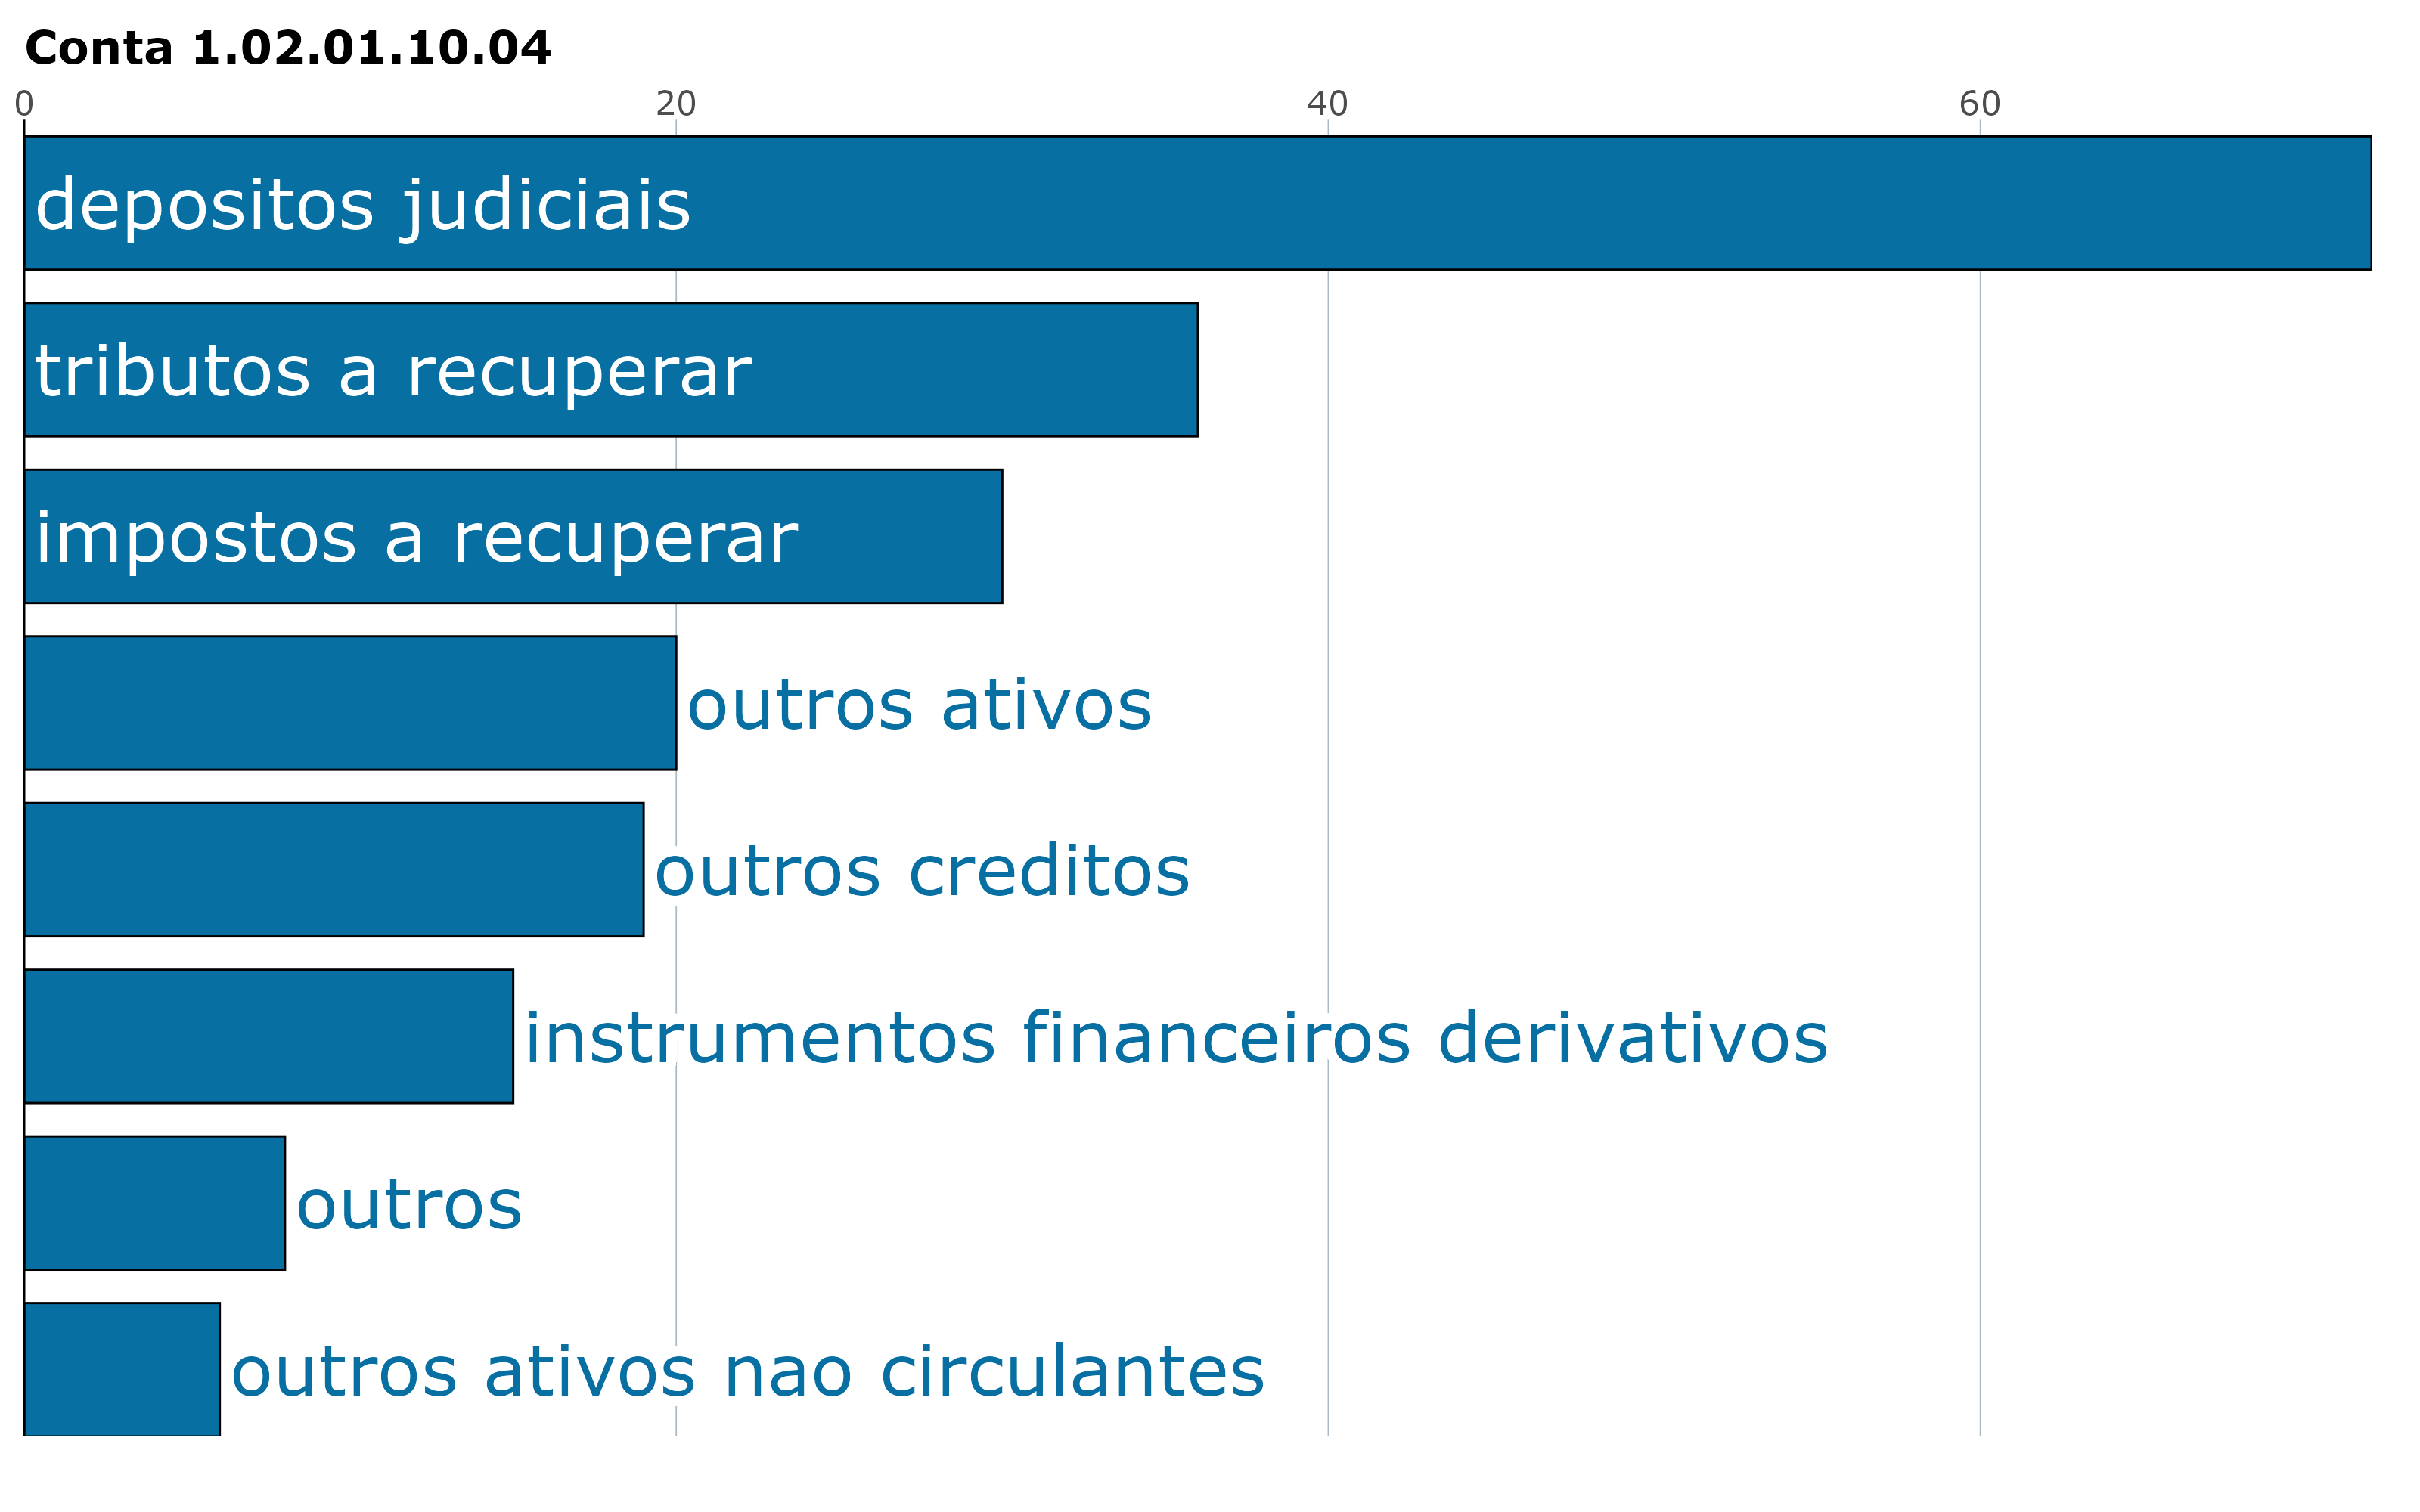 Conta 1.02.01.10.04
0 20 40 60
depositos judiciais
tributos a recuperar
impostos a recuperar
outros ativos
outros creditos
instrumentos financeiros derivativos
outros
outros ativos nao circulantes